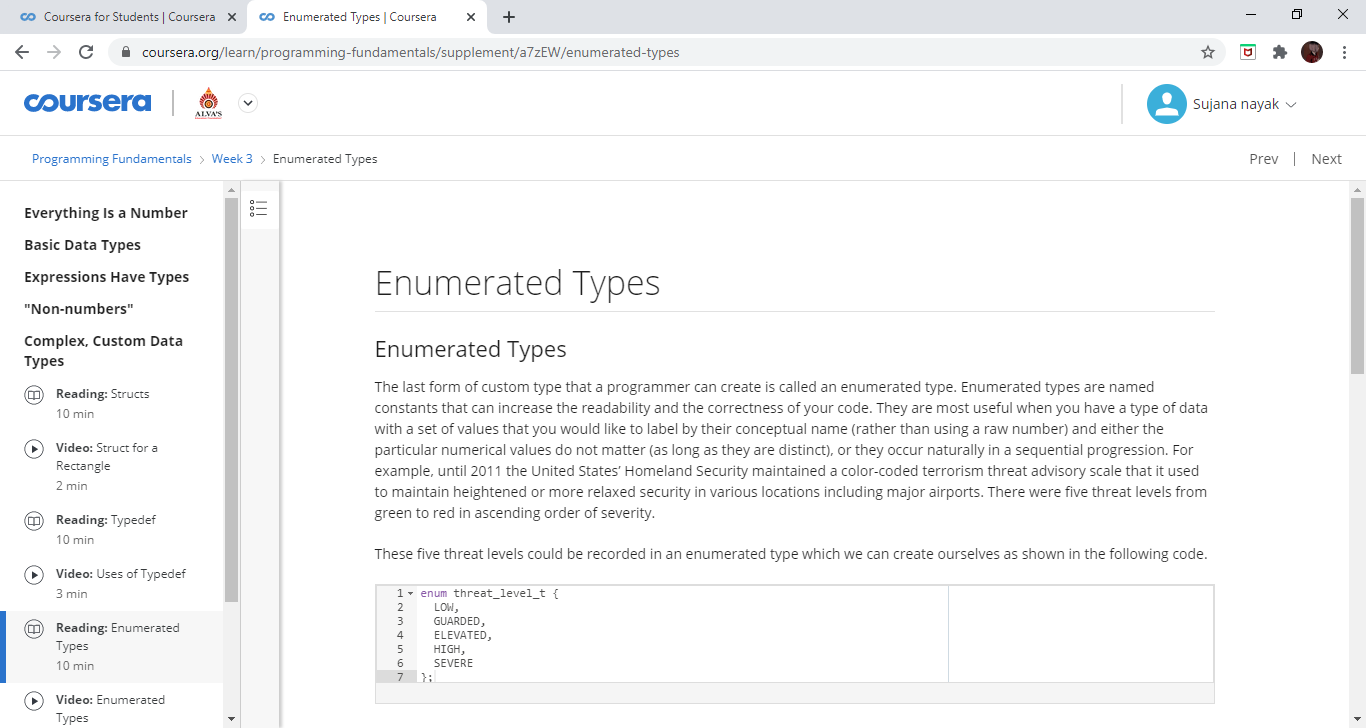 Coursera for Students | Coursera
Enumerated Types | Coursera
coursera.org/learn/programming-fundamentals/supplement/a7zEW/enumerated-types
coursera
ALVA'S
Sujana nayak
Programming Fundamentals > Week 3 > Enumerated Types
Prev | Next
Everything Is a Number
Basic Data Types
Expressions Have Types
"Non-numbers"
Complex, Custom Data
Types
Reading: Structs
10 min
Video: Struct for a
Rectangle
2 min
Reading: Typedef
10 min
Video: Uses of Typedef
3 min
Reading: Enumerated
Types
10 min
Video: Enumerated
Types
Enumerated Types
Enumerated Types
The last form of custom type that a programmer can create is called an enumerated type. Enumerated types are named
constants that can increase the readability and the correctness of your code. They are most useful when you have a type of data
with a set of values that you would like to label by their conceptual name (rather than using a raw number) and either the
particular numerical values do not matter (as long as they are distinct), or they occur naturally in a sequential progression. For
example, until 2011 the United States’ Homeland Security maintained a color-coded terrorism threat advisory scale that it used
to maintain heightened or more relaxed security in various locations including major airports. There were five threat levels from
green to red in ascending order of severity.
These five threat levels could be recorded in an enumerated type which we can create ourselves as shown in the following code.
1 enum threat_level_t {
2 LOW,
3 GUARDED,
4 ELEVATED,
5 HIGH,
6 SEVERE
7 };